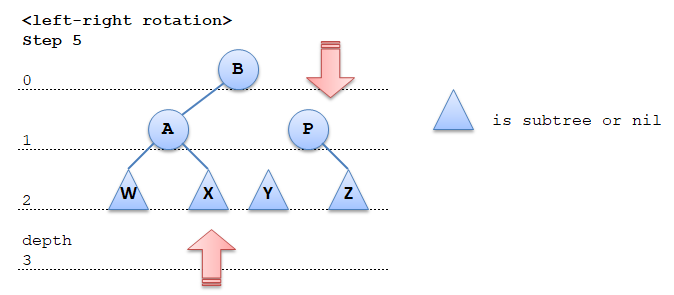 <left-right rotation>
Step 5
B
0
A
P
is subtree or nil
1
W
X
Y
Z
2
depth
3